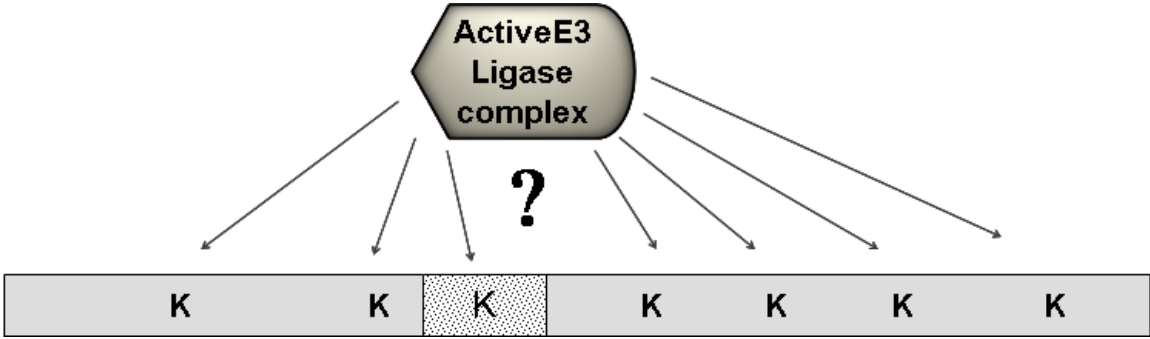 ActiveE3
Ligase
complex
?
K K K K K K K